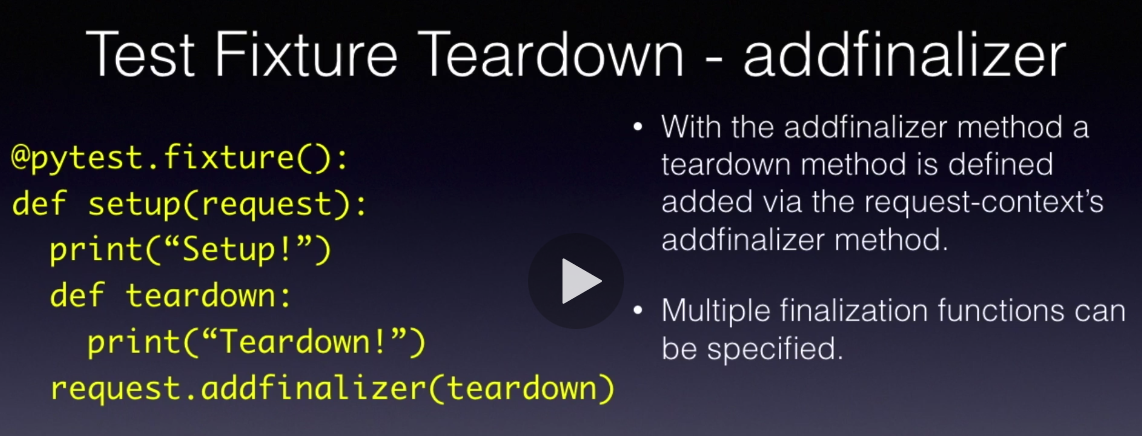 Test Fixture Teardown - addfinalizer
@pytest.fixture():
def setup(request):
print(“Setup!”)
def teardown:
print(“Teardown!”)
request.addfinalizer(teardown)
• With the addfinalizer method a
teardown method is defined
added via the request-context’s
addfinalizer method.
• Multiple finalization functions can
be specified.